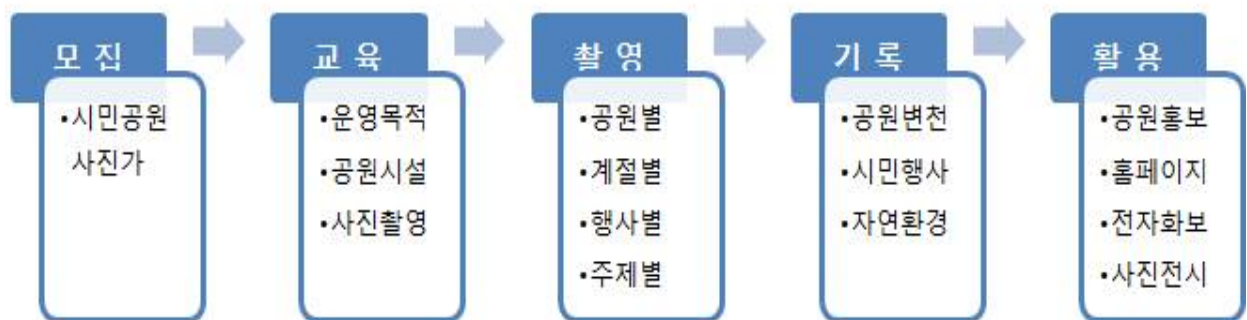 모 집
•시민공원
사진가
교 육
•운영목적
•공원시설
•사진촬영
촬 영
•공원별
•계절별
•행사별
•주제별
기 록
•공원변천
•시민행사
•자연환경
활 용
•공원홍보
•홈페이지
•전자화보
•사진전시